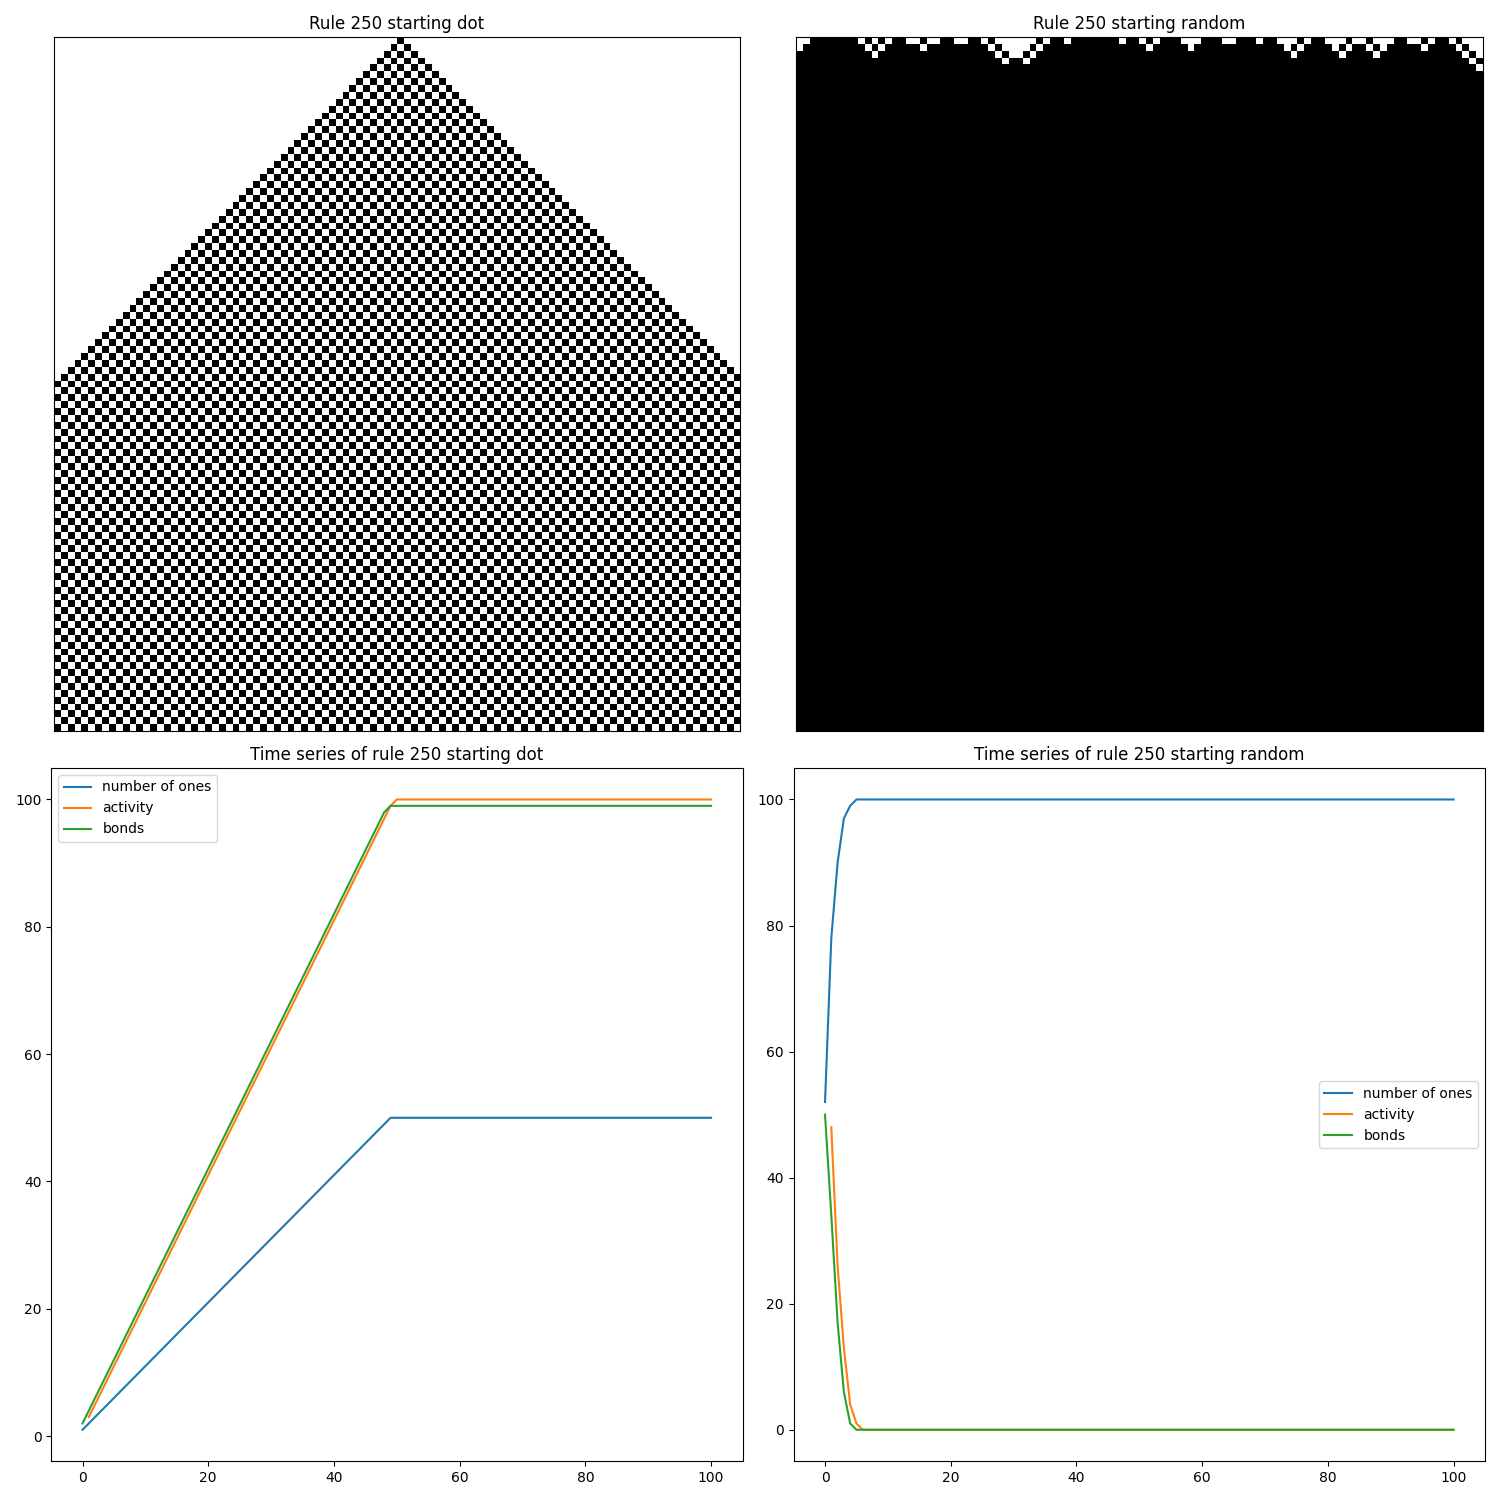 Rule 250 starting dot
Rule 250 starting random
Time series of rule 250 starting dot
number of ones
activity
bonds
100
80
60
40
20
0
0 20 40 60 80 100
Time series of rule 250 starting random
number of ones
activity
bonds
100
80
60
40
20
0
0 20 40 60 80 100